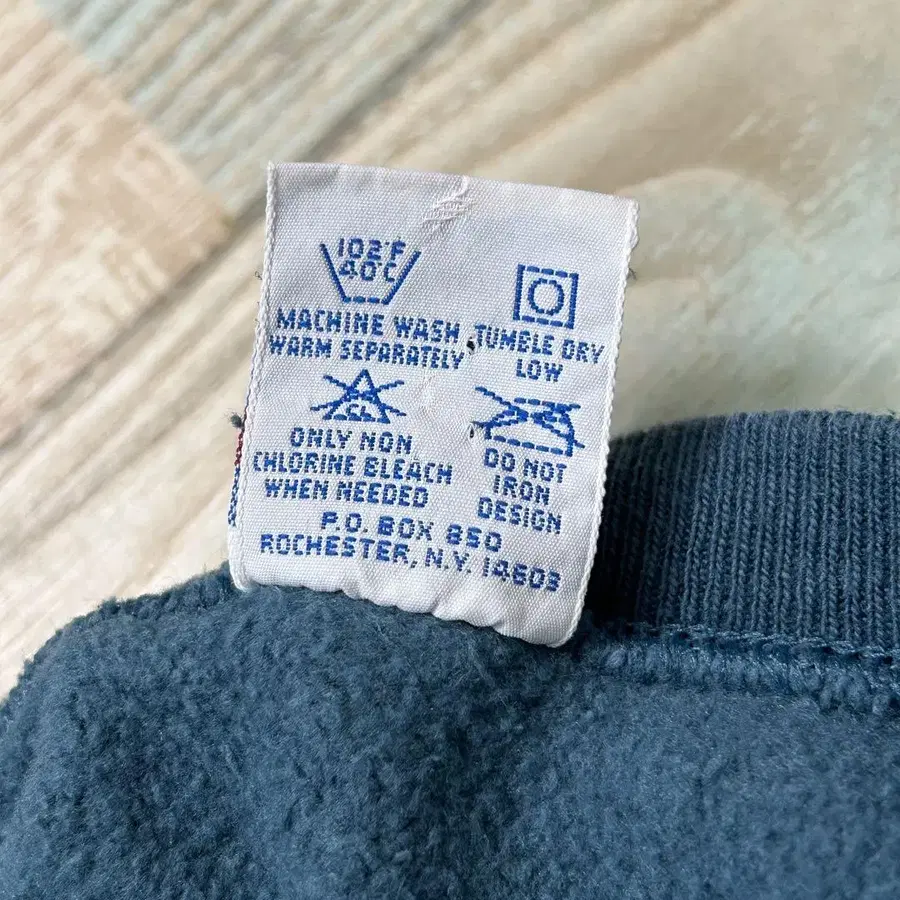 102°F
40°C
MACHINE WASH
WARM SEPARATELY
TUMBLE DRY
LOW
CL
ONLY NON
CHLORINE BLEACH
WHEN NEEDED
DO NOT
IRON
DESIGN
P.O. BOX 850
ROCHESTER, N.Y. 14603